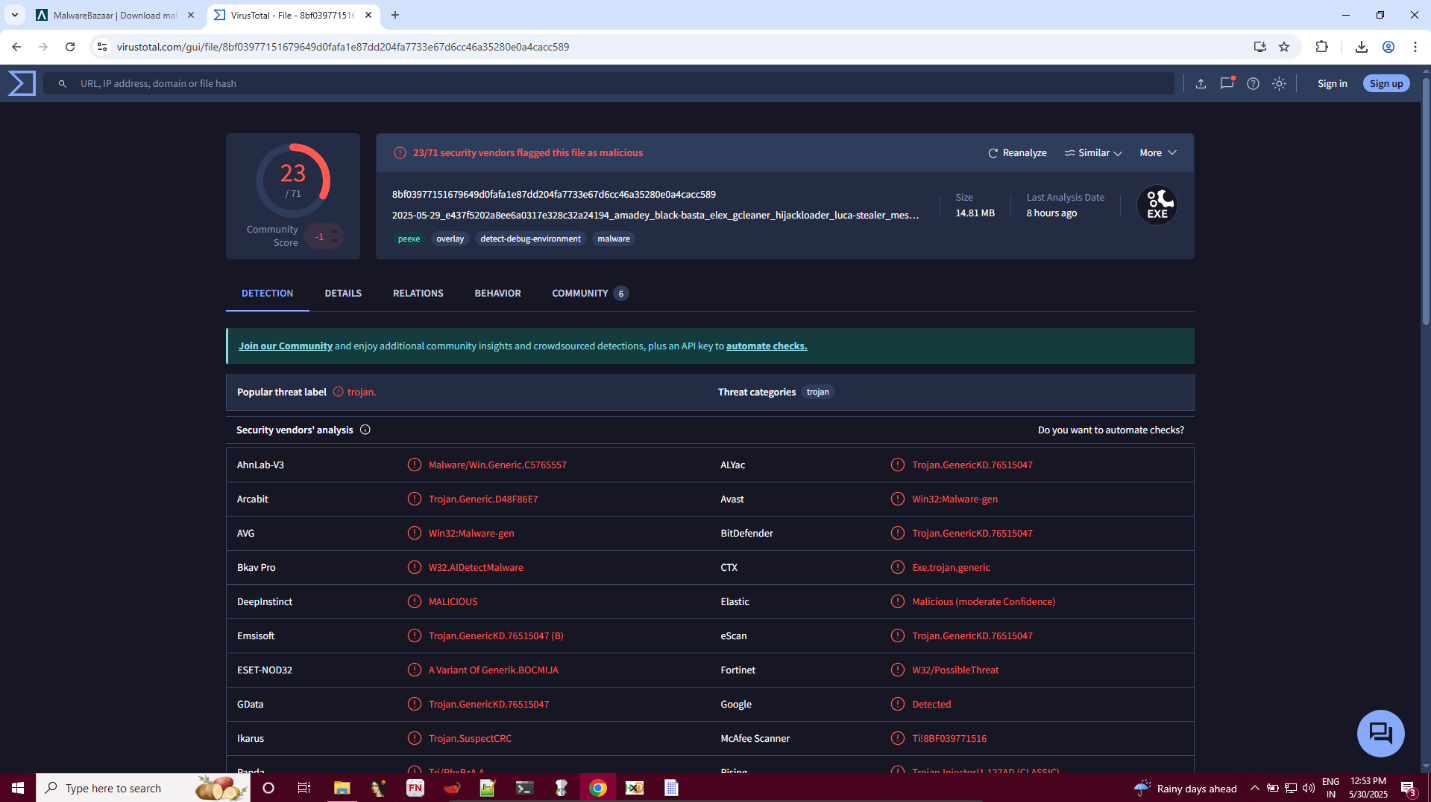 MalwareBazaar | Download mal
VirusTotal - File - 8bf03977151
virustotal.com/gui/file/8bf03977151679649d0fafa1e87dd204fa7733e67d6cc46a35280e0a4cacc589
URL, IP address, domain or file hash
Sign in
Sign up
23
/ 71
Community
Score
-1
23/71 security vendors flagged this file as malicious
Reanalyze
Similar
More
8bf03977151679649d0fafa1e87dd204fa7733e67d6cc46a35280e0a4cacc589
2025-05-29_e437f5202a8ee6a0317e328c32a24194_amadey_black-basta_elex_gcleaner_hijackloader_luca-stealer_mes...
Size
14.81 MB
Last Analysis Date
8 hours ago
EXE
peexe
overlay
detect-debug-environment
malware
DETECTION
DETAILS
RELATIONS
BEHAVIOR
COMMUNITY 6
Join our Community and enjoy additional community insights and crowdsourced detections, plus an API key to automate checks.
Popular threat label trojan.
Threat categories trojan
Security vendors' analysis
Do you want to automate checks?
AhnLab-V3 Malware/Win.Generic.C5765557
ALYac Trojan.GenericKD.76515047
Arcabit Trojan.Generic.D48F86E7
Avast Win32:Malware-gen
AVG Win32:Malware-gen
BitDefender Trojan.GenericKD.76515047
Bkav Pro W32.AIDetectMalware
CTX Exe.trojan.generic
DeepInstinct MALICIOUS
Elastic Malicious (moderate Confidence)
Emsisoft Trojan.GenericKD.76515047 (B)
eScan Trojan.GenericKD.76515047
ESET-NOD32 A Variant Of Generik.BOCMIJA
Fortinet W32/PossibleThreat
GData Trojan.GenericKD.76515047
Google Detected
Ikarus Trojan.SuspectCRC
McAfee Scanner Ti!8BF039771516
Panda
Rising Trojan.Injector!1.127AD (CLASSIC)
Type here to search
FN
Rainy days ahead
ENG
IN
12:53 PM
5/30/2025
3